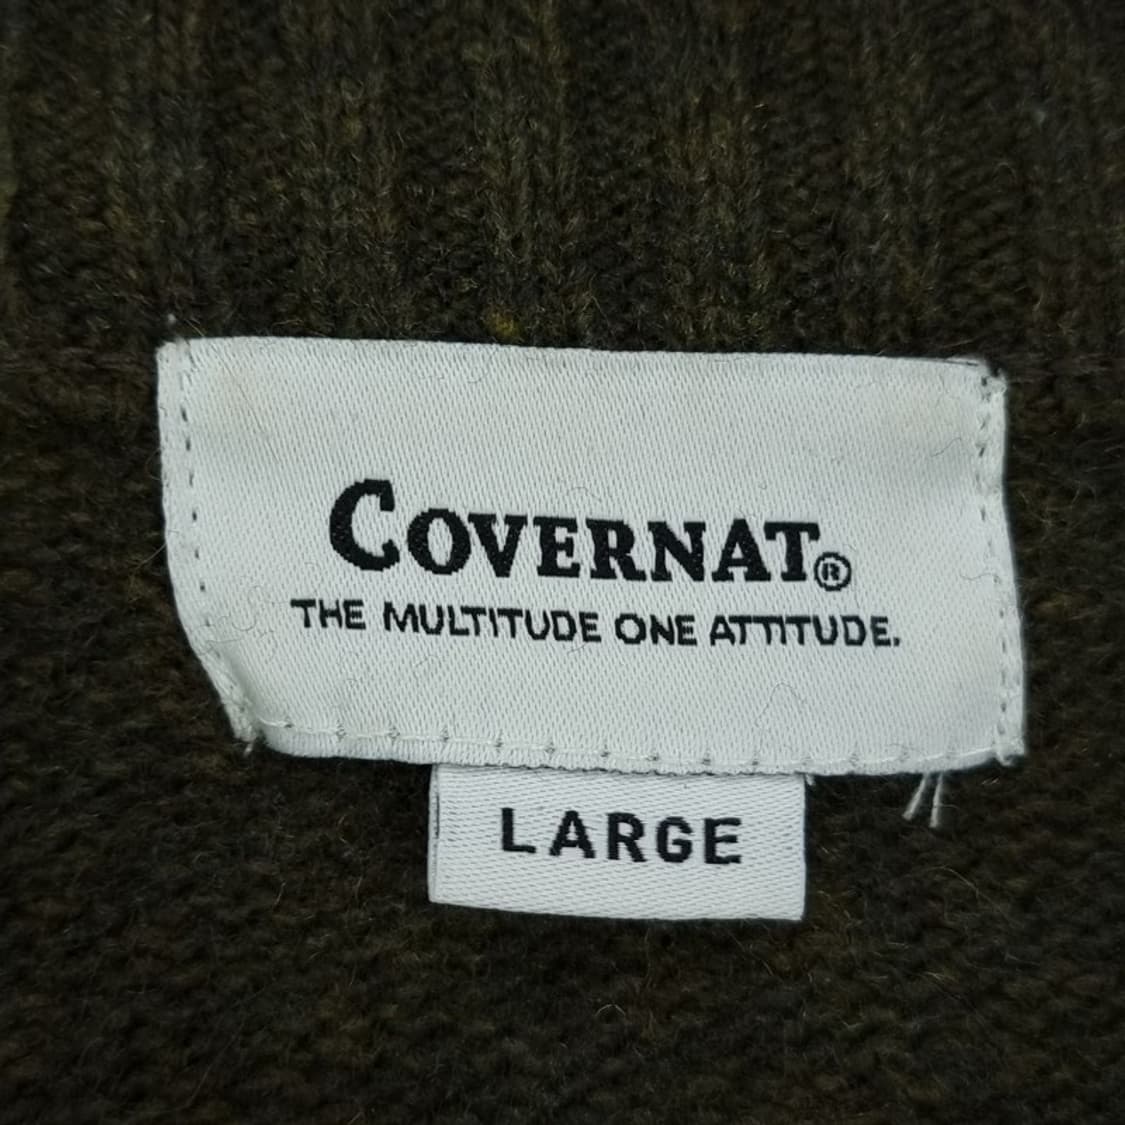 COVERNAT®
THE MULTITUDE ONE ATTITUDE.
LARGE